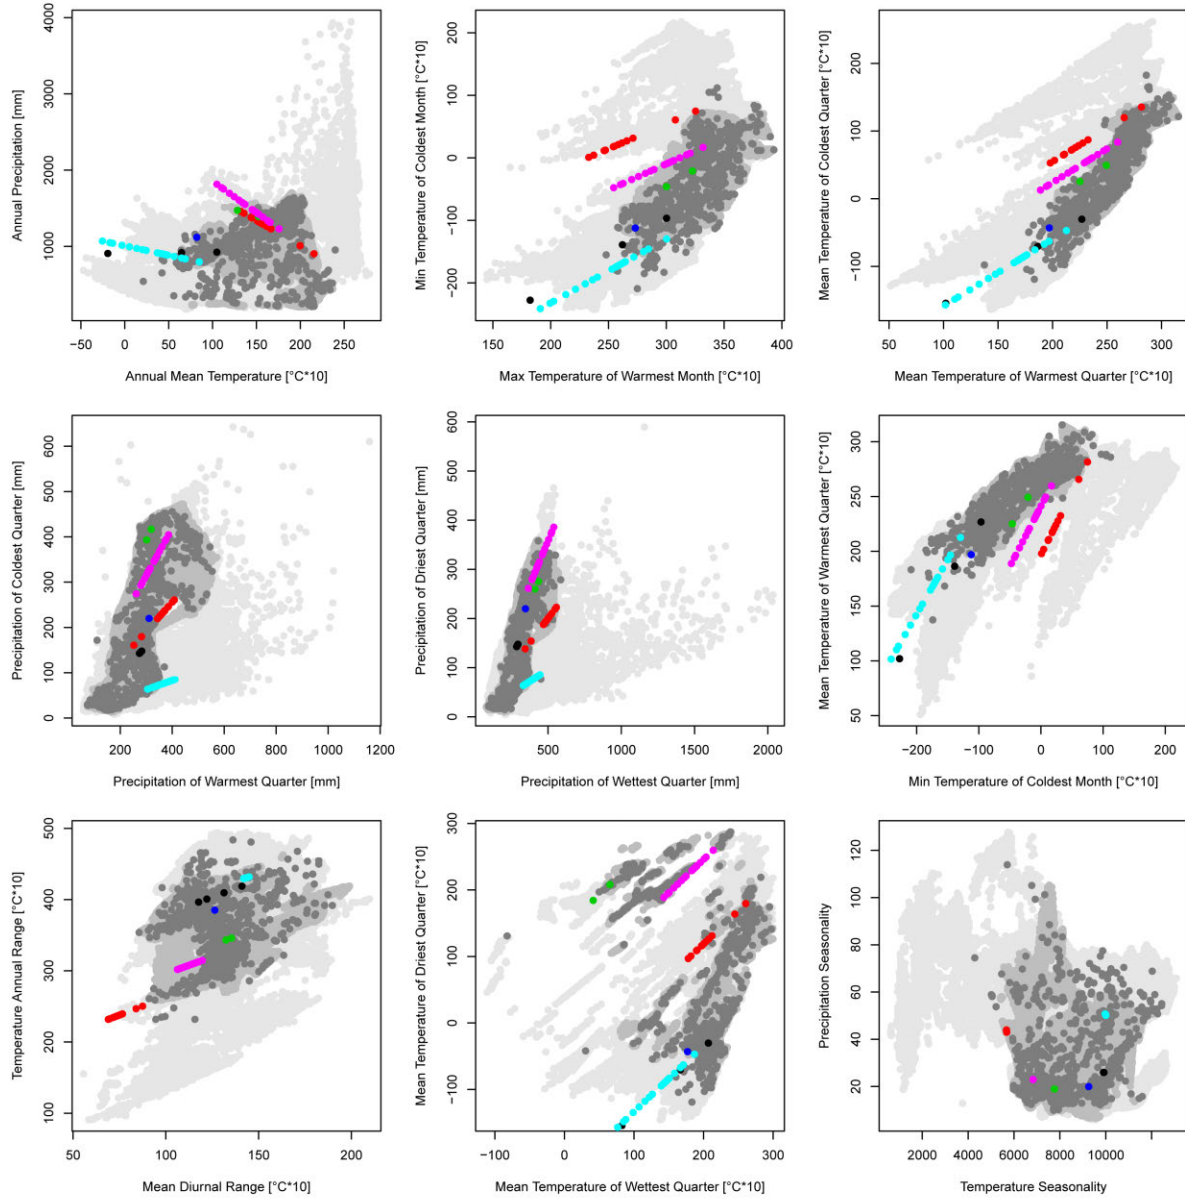 Annual Precipitation [mm]
1000 2000 3000 4000
−50 0 50 100 150 200 250
Annual Mean Temperature [°C*10]
Min Temperature of Coldest Month [°C*10]
−200 −100 0 100 200
150 200 250 300 350 400
Max Temperature of Warmest Month [°C*10]
Mean Temperature of Coldest Quarter [°C*10]
−100 0 100 200
50 100 150 200 250 300
Mean Temperature of Warmest Quarter [°C*10]
Precipitation of Coldest Quarter [mm]
0 100 200 300 400 500 600
200 400 600 800 1000 1200
Precipitation of Warmest Quarter [mm]
Precipitation of Driest Quarter [mm]
0 100 200 300 400 500 600
500 1000 1500 2000
Precipitation of Wettest Quarter [mm]
Mean Temperature of Warmest Quarter [°C*10]
50 100 150 200 250 300
−200 −100 0 100 200
Min Temperature of Coldest Month [°C*10]
Temperature Annual Range [°C*10]
100 200 300 400 500
50 100 150 200
Mean Diurnal Range [°C*10]
Mean Temperature of Driest Quarter [°C*10]
−100 0 100 200 300
−100 0 100 200 300
Mean Temperature of Wettest Quarter [°C*10]
Precipitation Seasonality
20 40 60 80 100 120
2000 4000 6000 8000 10000
Temperature Seasonality